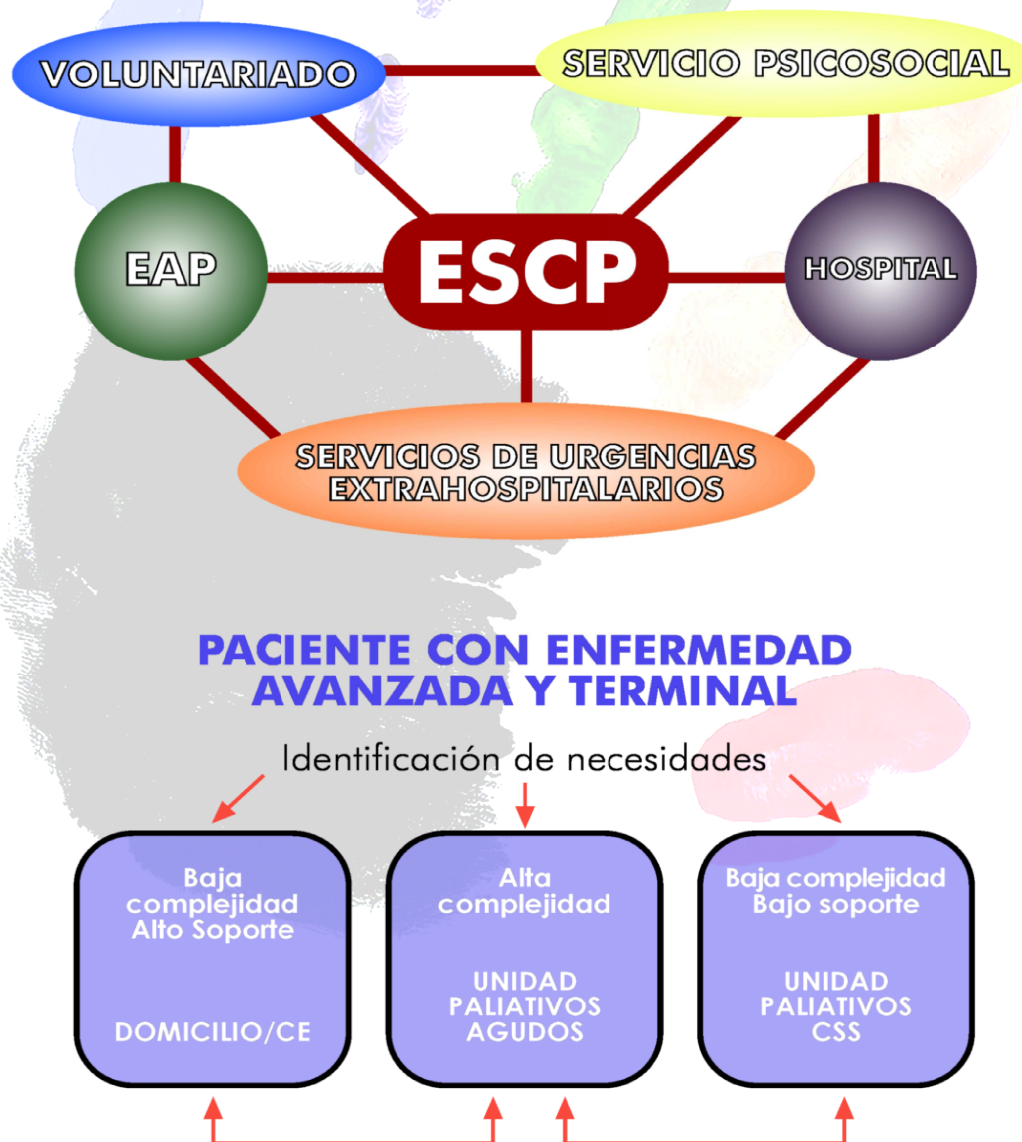 VOLUNTARIADO
SERVICIO PSICOSOCIAL
EAP
ESCP
HOSPITAL
SERVICIOS DE URGENCIAS
EXTRAHOSPITALARIOS
PACIENTE CON ENFERMEDAD
AVANZADA Y TERMINAL
Identificación de necesidades
Baja
complejidad
Alto Soporte
DOMICILIO/CE
Alta
complejidad
UNIDAD
PALIATIVOS
AGUDOS
Baja complejidad
Bajo soporte
UNIDAD
PALIATIVOS
CSS